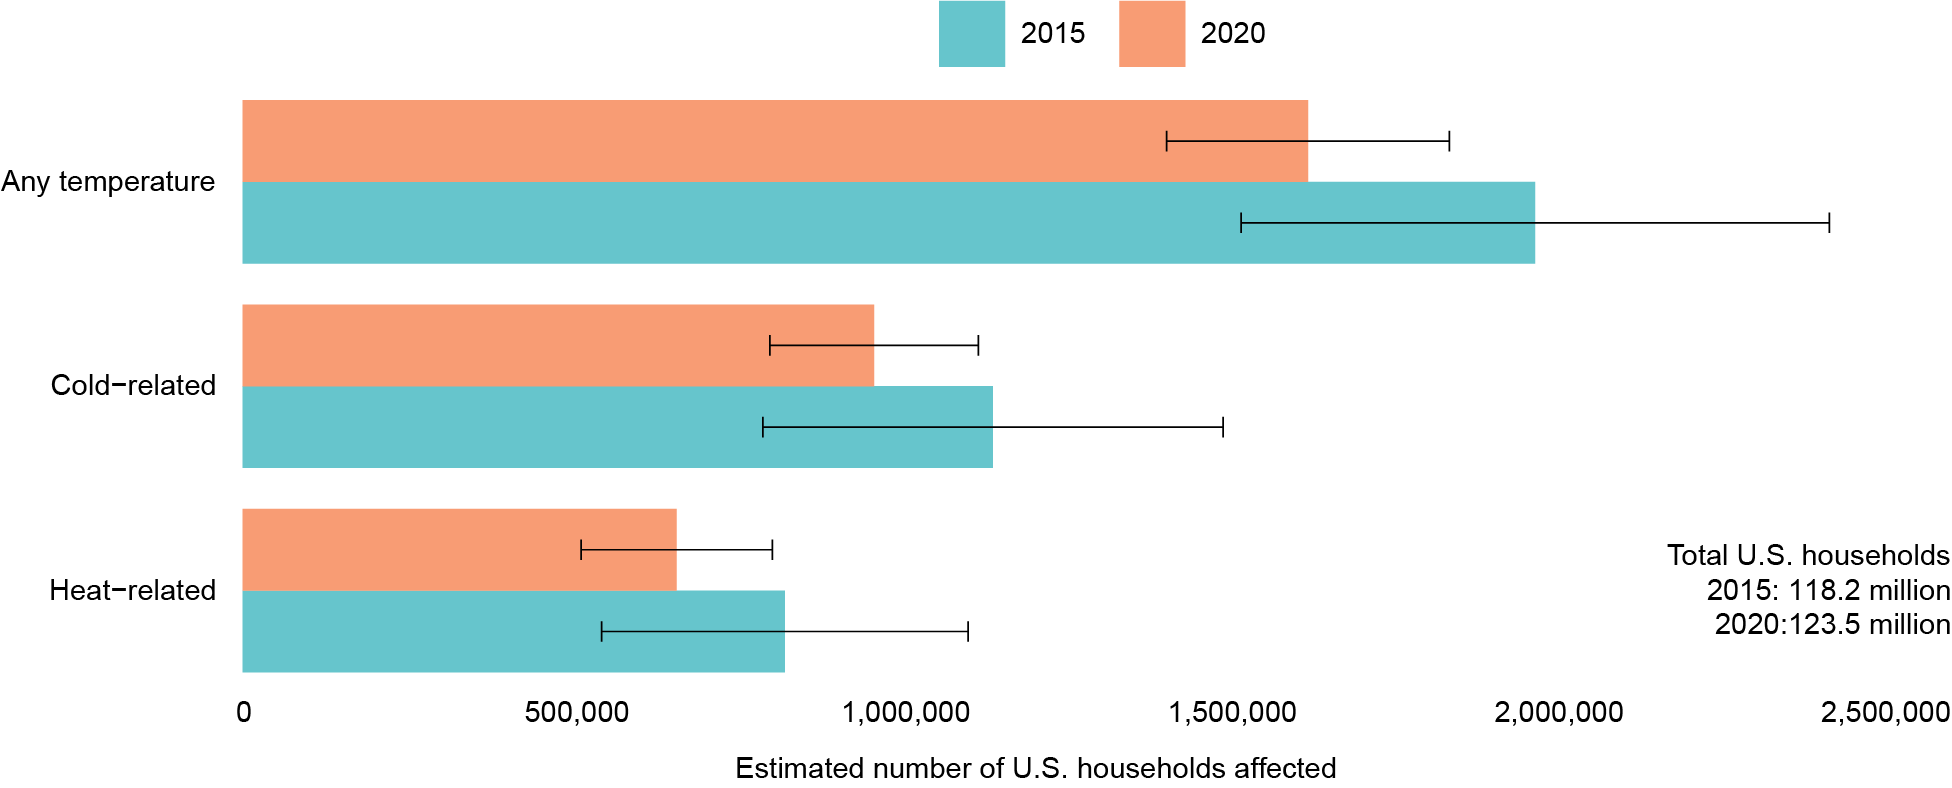 2015
2020
Any temperature
Cold−related
Heat−related
Total U.S. households
2015: 118.2 million
2020:123.5 million
0
500,000
1,000,000
1,500,000
2,000,000
2,500,000
Estimated number of U.S. households affected